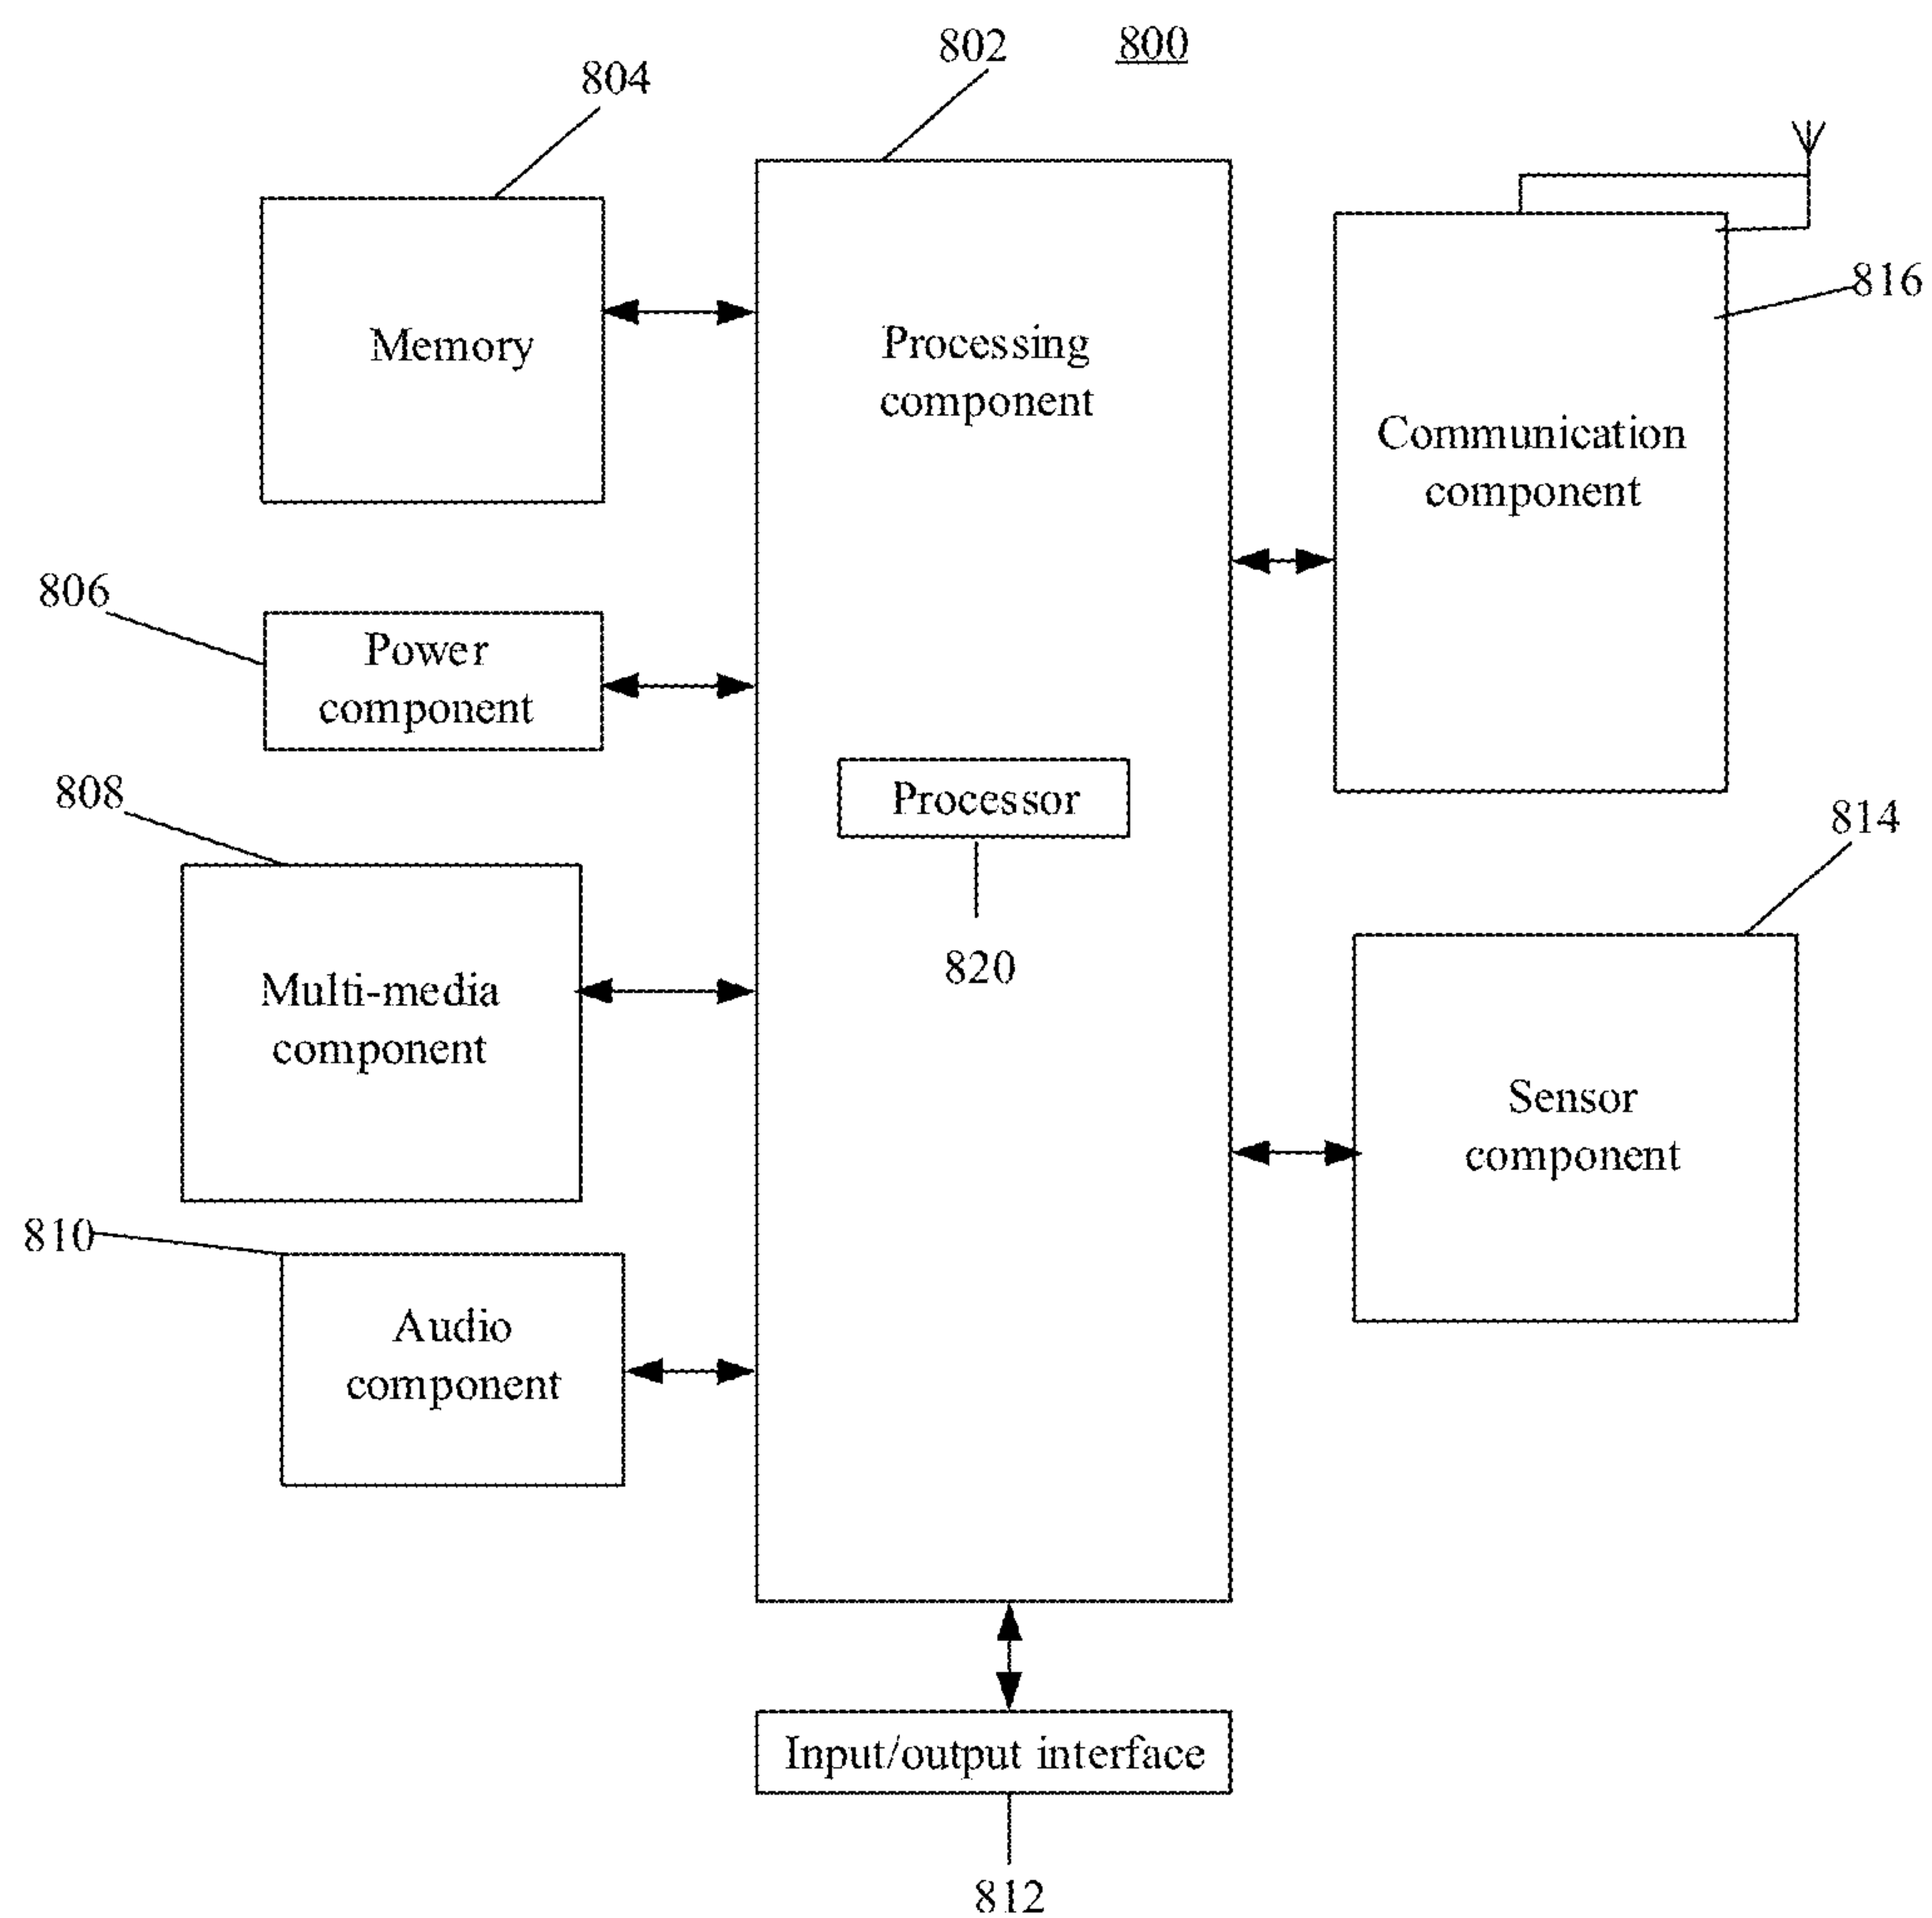 802
800
804
Memory
Processing
component
816
Communication
component
806
Power
component
808
Processor
814
820
Multi-media
component
Sensor
component
810
Audio
component
Input/output interface
812